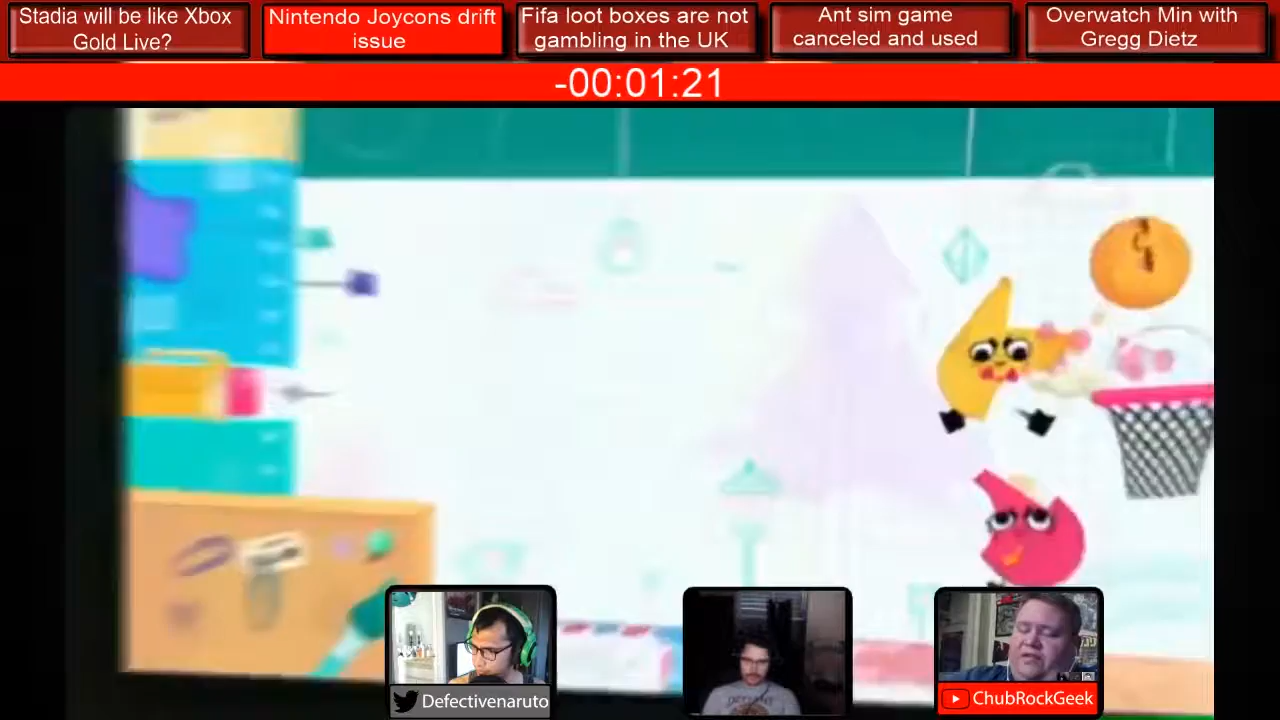 Stadia will be like Xbox
Gold Live?
Nintendo Joycons drift
issue
Fifa loot boxes are not
gambling in the UK
Ant sim game
canceled and used
Overwatch Min with
Gregg Dietz
-00:01:21
Defectivenaruto
ChubRockGeek